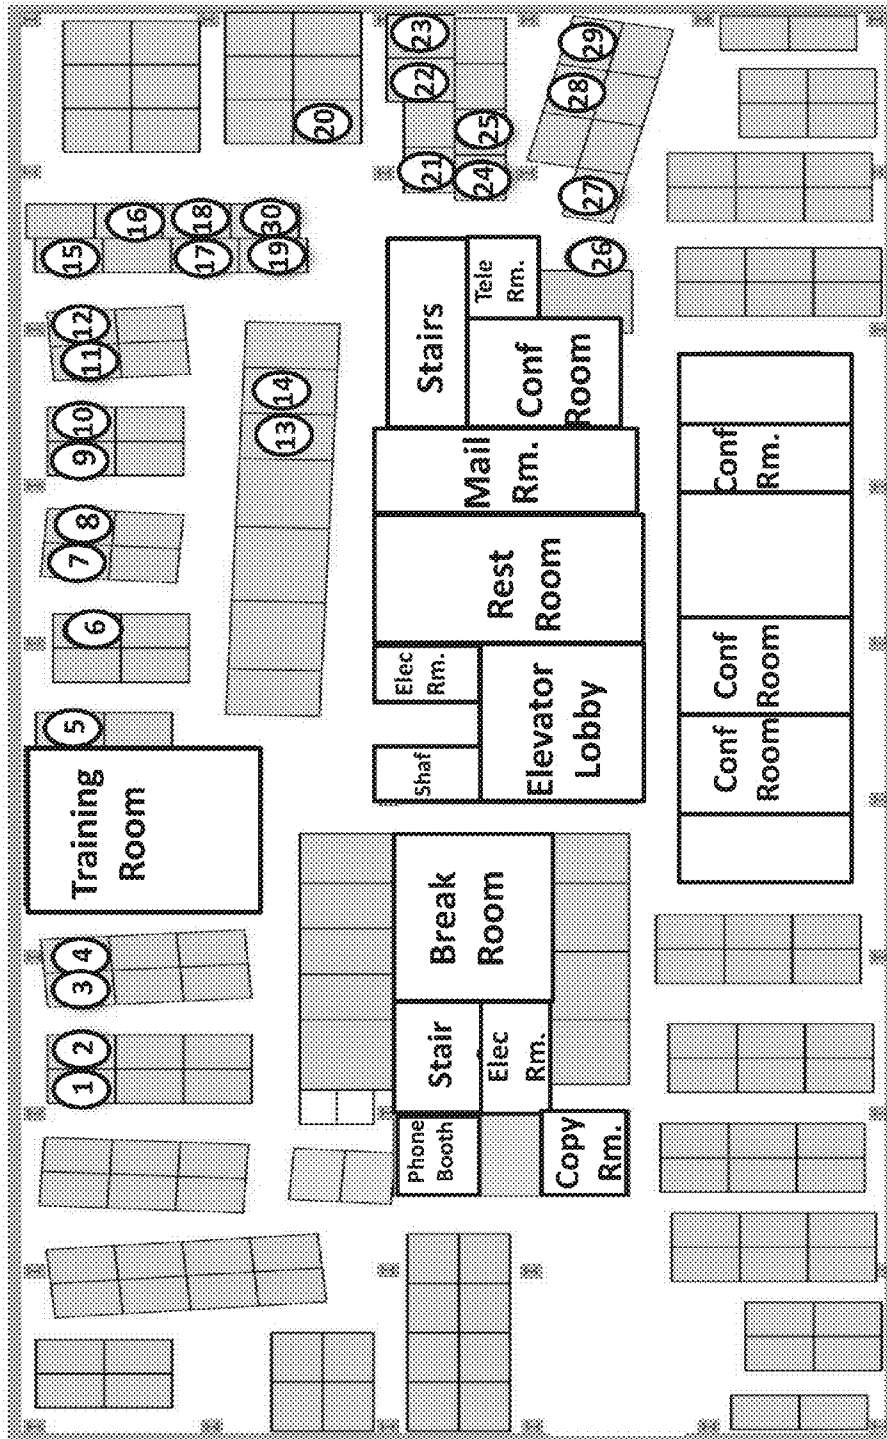 1
2
3
4
5
6
7
8
9
10
11
12
15
16
17
18
19
30
13
14
20
21
22
23
24
25
26
27
28
29
Training
Room
Phone
Booth
Stair
Elec
Rm.
Copy
Rm.
Break
Room
Shaf
Elec
Rm.
Elevator
Lobby
Rest
Room
Mail
Rm.
Stairs
Conf
Room
Tele
Rm.
Conf
Room
Conf
Room
Conf
Rm.